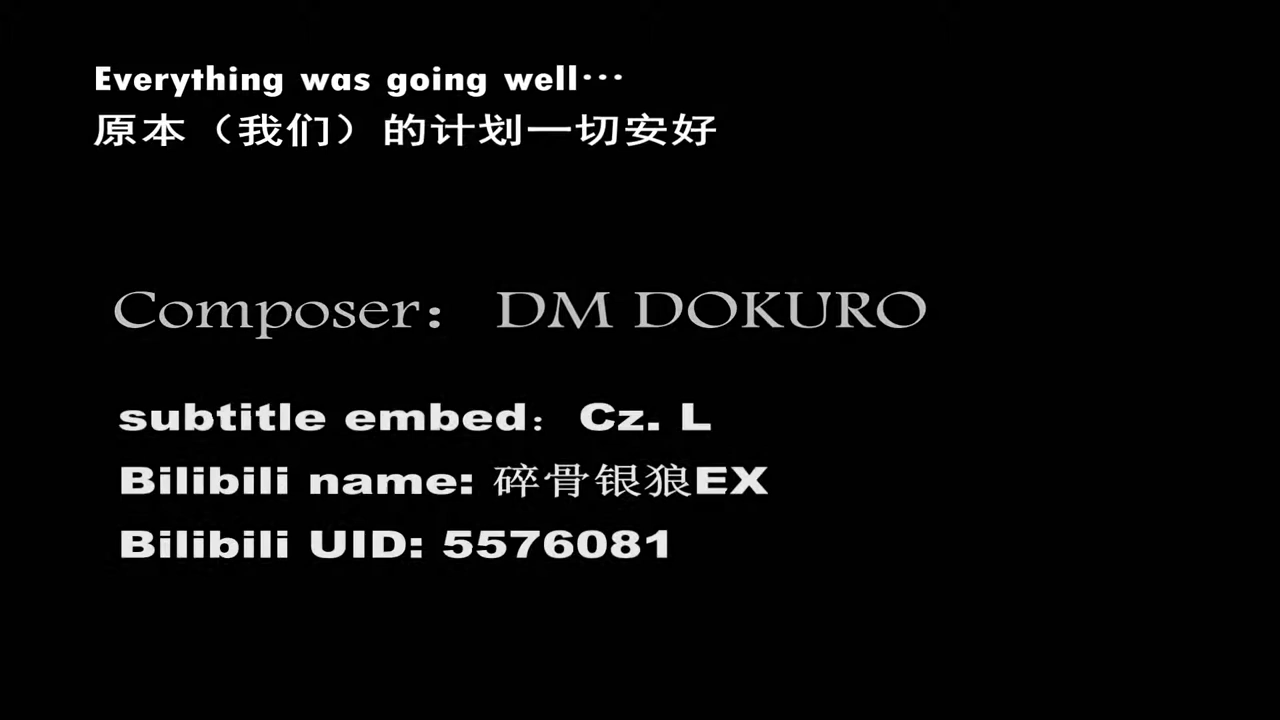 Everything was going well···
原本（我们）的计划一切安好
Composer： DM DOKURO
subtitle embed： Cz. L
Bilibili name: 碎骨银狼EX
Bilibili UID: 5576081